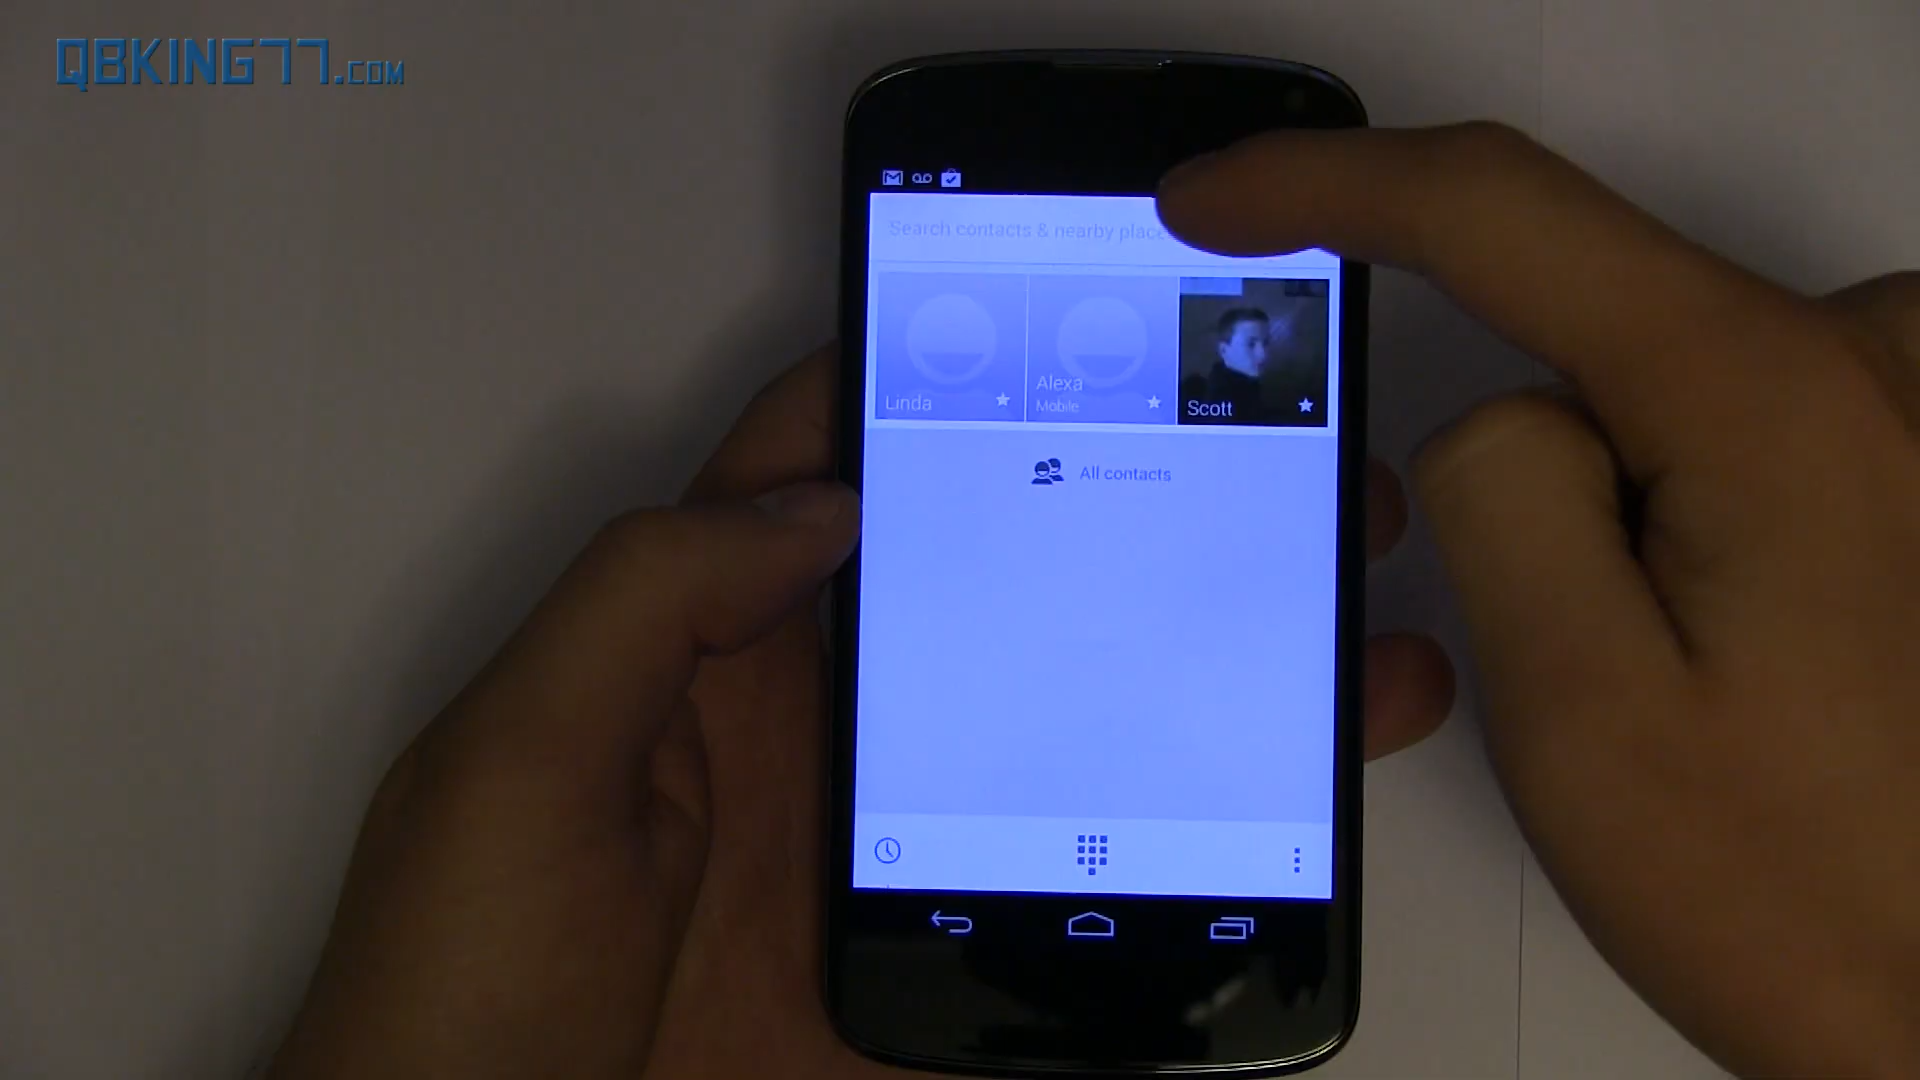 QBKING77.COM
Search contacts & nearby place
Linda
Alexa
Mobile
Scott
All contacts